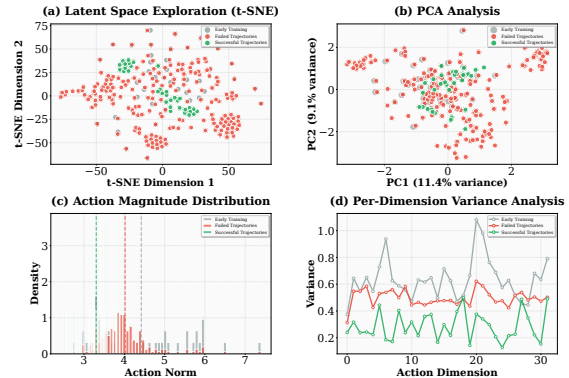 (a) Latent Space Exploration (t-SNE)
t-SNE Dimension 2
75
50
25
0
−25
−50
Early Training
Failed Trajectories
Successful Trajectories
−50
0
50
t-SNE Dimension 1
(b) PCA Analysis
PC2 (9.1% variance)
2
0
−2
Early Training
Failed Trajectories
Successful Trajectories
−2
0
2
PC1 (11.4% variance)
(c) Action Magnitude Distribution
Density
3
2
1
0
Early Training
Failed Trajectories
Successful Trajectories
3
4
5
6
7
Action Norm
(d) Per-Dimension Variance Analysis
Variance
1.0
0.8
0.6
0.4
0.2
Early Training
Failed Trajectories
Successful Trajectories
0
10
20
30
Action Dimension